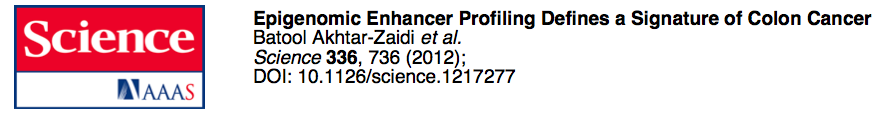 Science
AAAS
Epigenomic Enhancer Profiling Defines a Signature of Colon Cancer
Batool Akhtar-Zaidi et al.
Science 336, 736 (2012);
DOI: 10.1126/science.1217277